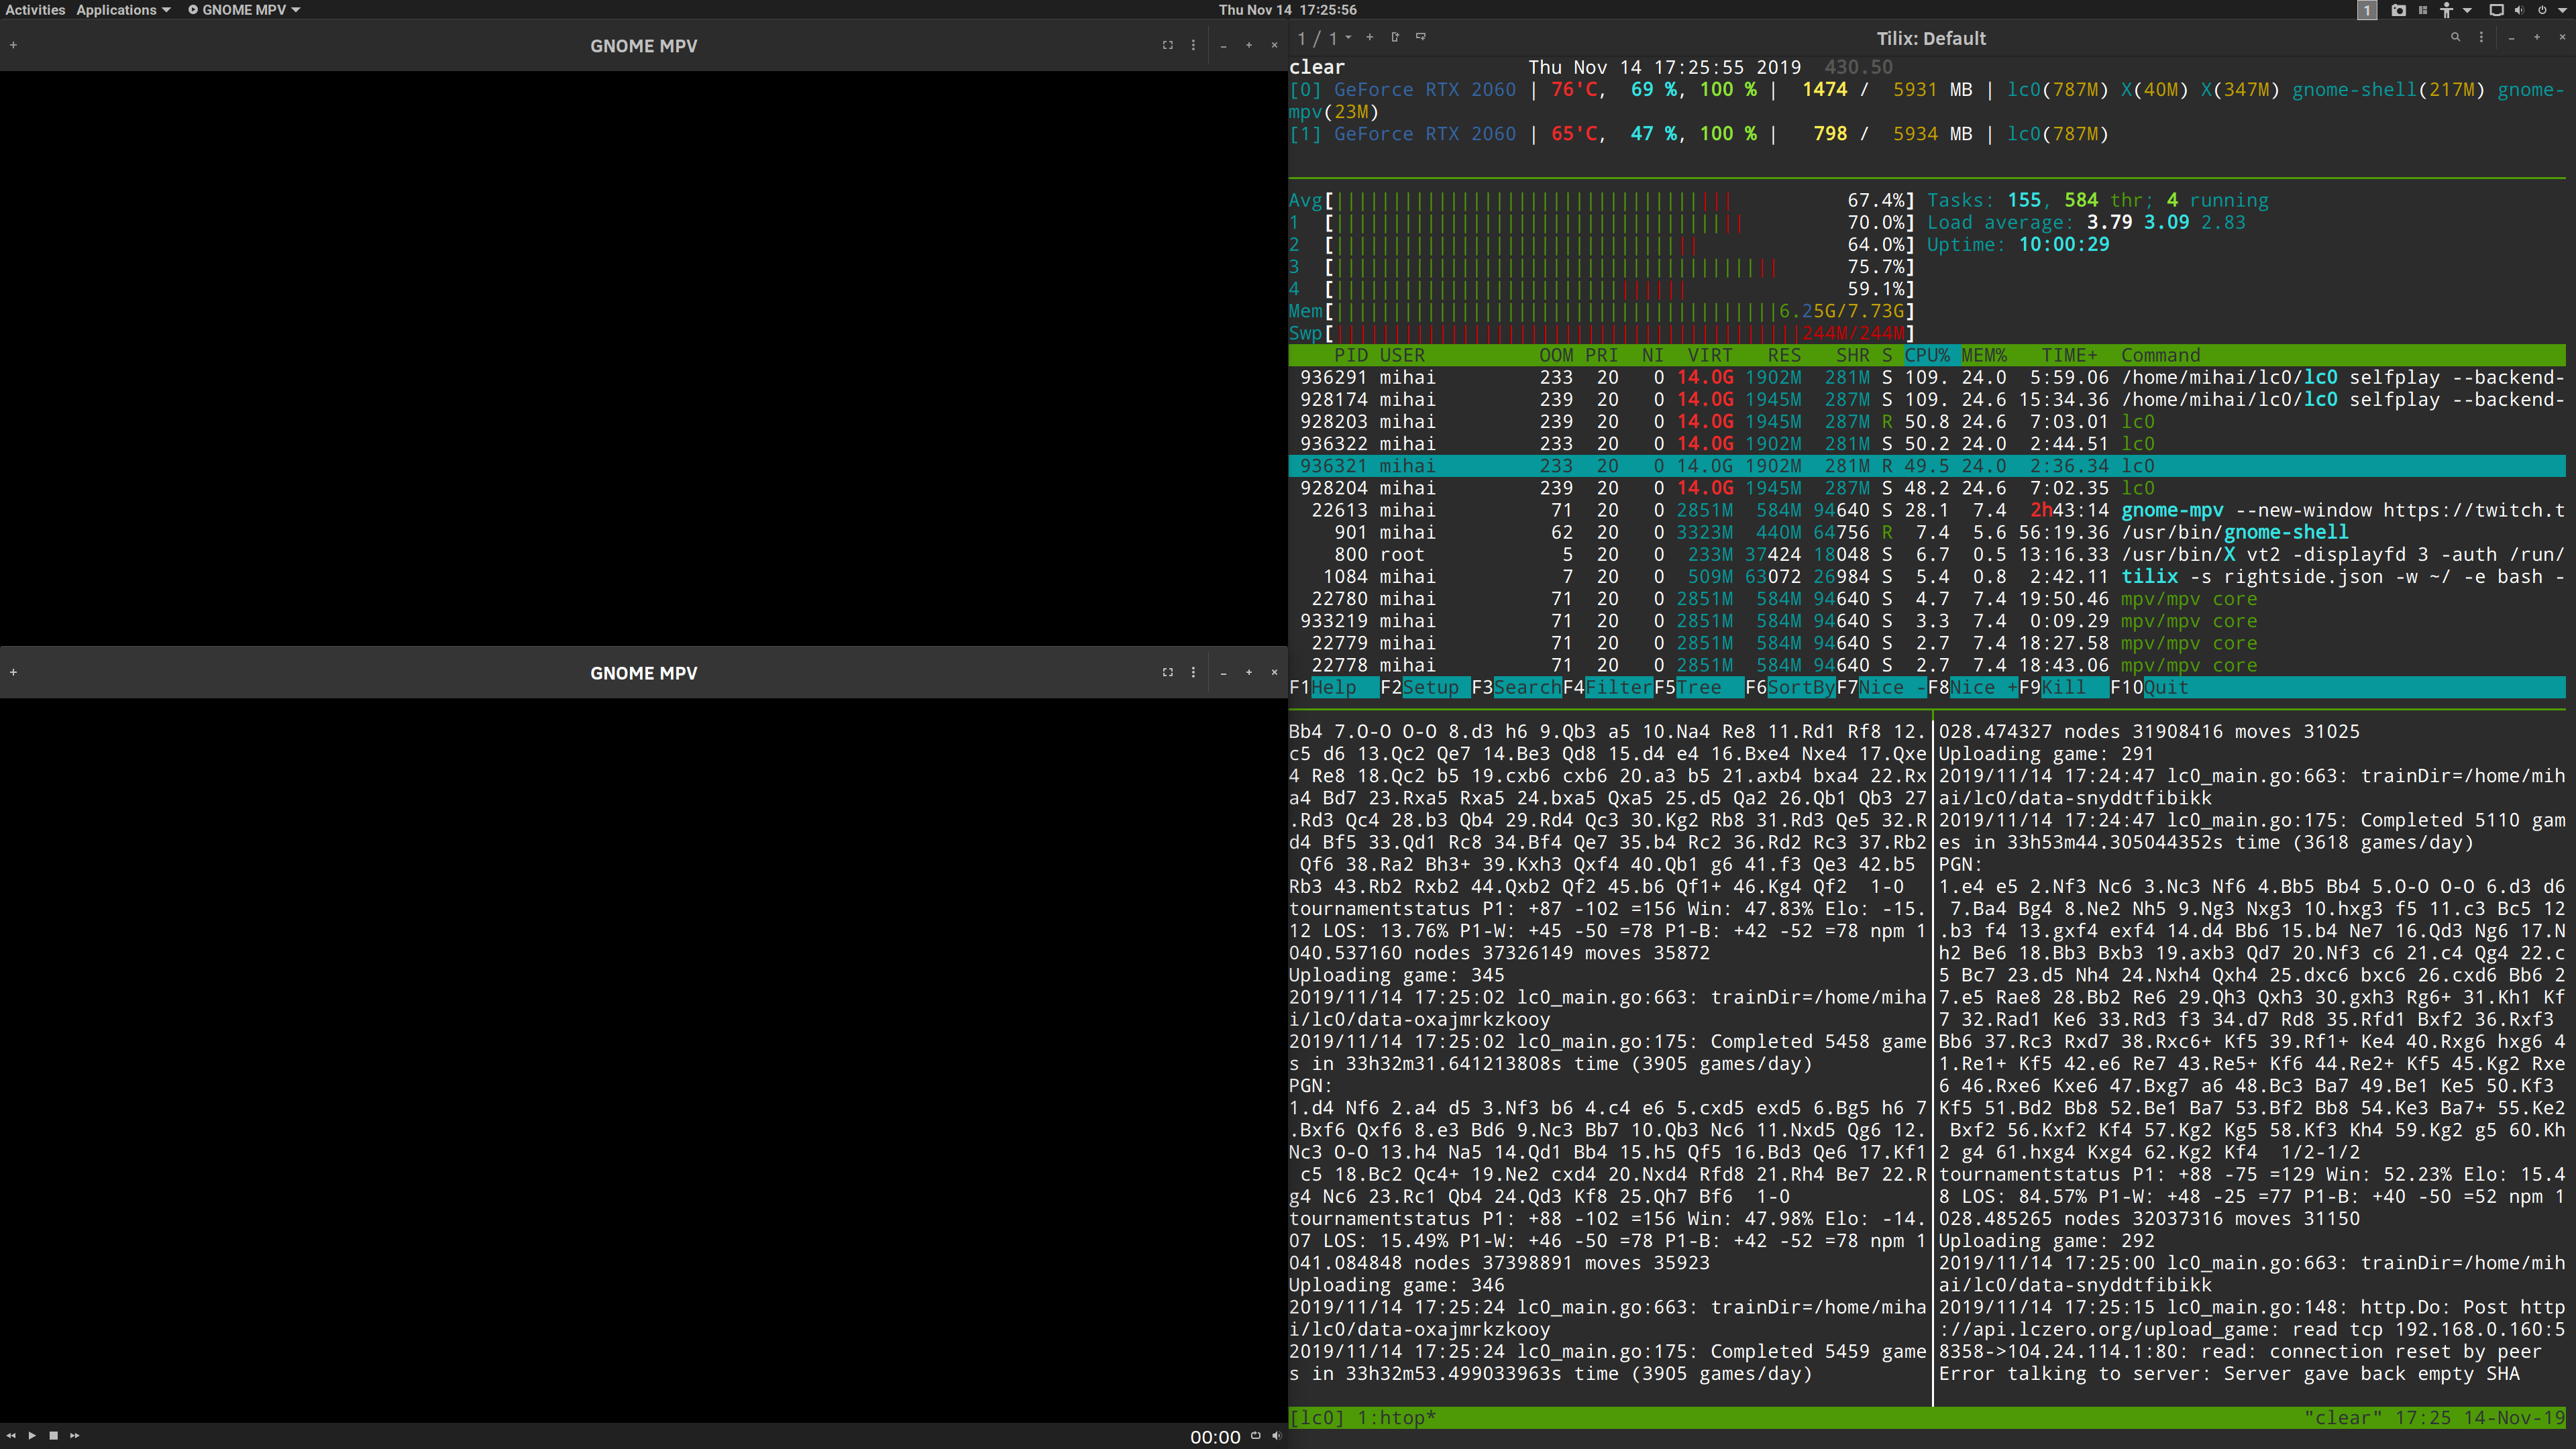 Activities Applications GNOME MPV Thu Nov 14 17:25:56 1
GNOME MPV
1 / 1 Tilix: Default
clear Thu Nov 14 17:25:55 2019 430.50
[0] GeForce RTX 2060 | 76'C, 69 %, 100 % | 1474 / 5931 MB | lc0(787M) X(40M) X(347M) gnome-shell(217M) gnome-
mpv(23M)
[1] GeForce RTX 2060 | 65'C, 47 %, 100 % | 798 / 5934 MB | lc0(787M)
Avg[ 67.4%] Tasks: 155, 584 thr; 4 running
1 [ 70.0%] Load average: 3.79 3.09 2.83
2 [ 64.0%] Uptime: 10:00:29
3 [ 75.7%]
4 [ 59.1%]
Mem[ 6.25G/7.73G]
Swp[ 244M/244M]
PID USER OOM PRI NI VIRT RES SHR S CPU% MEM% TIME+ Command
936291 mihai 233 20 0 14.0G 1902M 281M S 109. 24.0 5:59.06 /home/mihai/lc0/lc0 selfplay --backend-
928174 mihai 239 20 0 14.0G 1945M 287M S 109. 24.6 15:34.36 /home/mihai/lc0/lc0 selfplay --backend-
928203 mihai 239 20 0 14.0G 1945M 287M R 50.8 24.6 7:03.01 lc0
936322 mihai 233 20 0 14.0G 1902M 281M S 50.2 24.0 2:44.51 lc0
936321 mihai 233 20 0 14.0G 1902M 281M R 49.5 24.0 2:36.34 lc0
928204 mihai 239 20 0 14.0G 1945M 287M S 48.2 24.6 7:02.35 lc0
22613 mihai 71 20 0 2851M 584M 94640 S 28.1 7.4 2h43:14 gnome-mpv --new-window https://twitch.t
901 mihai 62 20 0 3323M 440M 64756 R 7.4 5.6 56:19.36 /usr/bin/gnome-shell
800 root 5 20 0 233M 37424 18048 S 6.7 0.5 13:16.33 /usr/bin/X vt2 -displayfd 3 -auth /run/
1084 mihai 7 20 0 509M 63072 26984 S 5.4 0.8 2:42.11 tilix -s rightside.json -w ~/ -e bash -
22780 mihai 71 20 0 2851M 584M 94640 S 4.7 7.4 19:50.46 mpv/mpv core
933219 mihai 71 20 0 2851M 584M 94640 S 3.3 7.4 0:09.29 mpv/mpv core
22779 mihai 71 20 0 2851M 584M 94640 S 2.7 7.4 18:27.58 mpv/mpv core
22778 mihai 71 20 0 2851M 584M 94640 S 2.7 7.4 18:43.06 mpv/mpv core
F1Help F2Setup F3SearchF4FilterF5Tree F6SortByF7Nice -F8Nice +F9Kill F10Quit
GNOME MPV
00:00
Bb4 7.O-O O-O 8.d3 h6 9.Qb3 a5 10.Na4 Re8 11.Rd1 Rf8 12.
c5 d6 13.Qc2 Qe7 14.Be3 Qd8 15.d4 e4 16.Bxe4 Nxe4 17.Qxe
4 Re8 18.Qc2 b5 19.cxb6 cxb6 20.a3 b5 21.axb4 bxa4 22.Rx
a4 Bd7 23.Rxa5 Rxa5 24.bxa5 Qxa5 25.d5 Qa2 26.Qb1 Qb3 27
.Rd3 Qc4 28.b3 Qb4 29.Rd4 Qc3 30.Kg2 Rb8 31.Rd3 Qe5 32.R
d4 Bf5 33.Qd1 Rc8 34.Bf4 Qe7 35.b4 Rc2 36.Rd2 Rc3 37.Rb2
Qf6 38.Ra2 Bh3+ 39.Kxh3 Qxf4 40.Qb1 g6 41.f3 Qe3 42.b5
Rb3 43.Rb2 Rxb2 44.Qxb2 Qf2 45.b6 Qf1+ 46.Kg4 Qf2 1-0
tournamentstatus P1: +87 -102 =156 Win: 47.83% Elo: -15.
12 LOS: 13.76% P1-W: +45 -50 =78 P1-B: +42 -52 =78 npm 1
040.537160 nodes 37326149 moves 35872
Uploading game: 345
2019/11/14 17:25:02 lc0_main.go:663: trainDir=/home/miha
i/lc0/data-oxajmrkzkooy
2019/11/14 17:25:02 lc0_main.go:175: Completed 5458 game
s in 33h32m31.641213808s time (3905 games/day)
PGN:
1.d4 Nf6 2.a4 d5 3.Nf3 b6 4.c4 e6 5.cxd5 exd5 6.Bg5 h6 7
.Bxf6 Qxf6 8.e3 Bd6 9.Nc3 Bb7 10.Qb3 Nc6 11.Nxd5 Qg6 12.
Nc3 O-O 13.h4 Na5 14.Qd1 Bb4 15.h5 Qf5 16.Bd3 Qe6 17.Kf1
c5 18.Bc2 Qc4+ 19.Ne2 cxd4 20.Nxd4 Rfd8 21.Rh4 Be7 22.R
g4 Nc6 23.Rc1 Qb4 24.Qd3 Kf8 25.Qh7 Bf6 1-0
tournamentstatus P1: +88 -102 =156 Win: 47.98% Elo: -14.
07 LOS: 15.49% P1-W: +46 -50 =78 P1-B: +42 -52 =78 npm 1
041.084848 nodes 37398891 moves 35923
Uploading game: 346
2019/11/14 17:25:24 lc0_main.go:663: trainDir=/home/miha
i/lc0/data-oxajmrkzkooy
2019/11/14 17:25:24 lc0_main.go:175: Completed 5459 game
s in 33h32m53.499033963s time (3905 games/day)
028.474327 nodes 31908416 moves 31025
Uploading game: 291
2019/11/14 17:24:47 lc0_main.go:663: trainDir=/home/mih
ai/lc0/data-snyddtfibikk
2019/11/14 17:24:47 lc0_main.go:175: Completed 5110 gam
es in 33h53m44.305044352s time (3618 games/day)
PGN:
1.e4 e5 2.Nf3 Nc6 3.Nc3 Nf6 4.Bb5 Bb4 5.O-O O-O 6.d3 d6
7.Ba4 Bg4 8.Ne2 Nh5 9.Ng3 Nxg3 10.hxg3 f5 11.c3 Bc5 12
.b3 f4 13.gxf4 exf4 14.d4 Bb6 15.b4 Ne7 16.Qd3 Ng6 17.N
h2 Be6 18.Bb3 Bxb3 19.axb3 Qd7 20.Nf3 c6 21.c4 Qg4 22.c
5 Bc7 23.d5 Nh4 24.Nxh4 Qxh4 25.dxc6 bxc6 26.cxd6 Bb6 2
7.e5 Rae8 28.Bb2 Re6 29.Qh3 Qxh3 30.gxh3 Rg6+ 31.Kh1 Kf
7 32.Rad1 Ke6 33.Rd3 f3 34.d7 Rd8 35.Rfd1 Bxf2 36.Rxf3
Bb6 37.Rc3 Rxd7 38.Rxc6+ Kf5 39.Rf1+ Ke4 40.Rxg6 hxg6 4
1.Re1+ Kf5 42.e6 Re7 43.Re5+ Kf6 44.Re2+ Kf5 45.Kg2 Rxe
6 46.Rxe6 Kxe6 47.Bxg7 a6 48.Bc3 Ba7 49.Be1 Ke5 50.Kf3
Kf5 51.Bd2 Bb8 52.Be1 Ba7 53.Bf2 Bb8 54.Ke3 Ba7+ 55.Ke2
Bxf2 56.Kxf2 Kf4 57.Kg2 Kg5 58.Kf3 Kh4 59.Kg2 g5 60.Kh
2 g4 61.hxg4 Kxg4 62.Kg2 Kf4 1/2-1/2
tournamentstatus P1: +88 -75 =129 Win: 52.23% Elo: 15.4
8 LOS: 84.57% P1-W: +48 -25 =77 P1-B: +40 -50 =52 npm 1
028.485265 nodes 32037316 moves 31150
Uploading game: 292
2019/11/14 17:25:00 lc0_main.go:663: trainDir=/home/mih
ai/lc0/data-snyddtfibikk
2019/11/14 17:25:15 lc0_main.go:148: http.Do: Post http
://api.lczero.org/upload_game: read tcp 192.168.0.160:5
8358->104.24.114.1:80: read: connection reset by peer
Error talking to server: Server gave back empty SHA
[lc0] 1:htop* "clear" 17:25 14-Nov-19